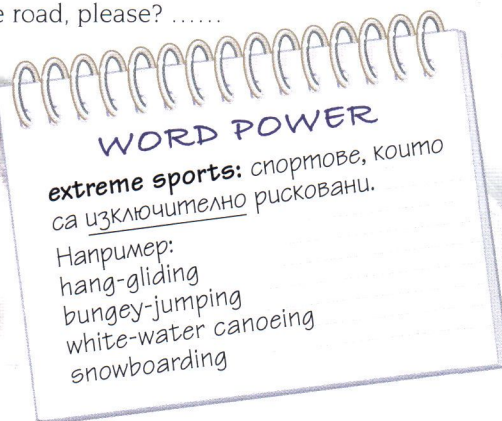 road, please? ......
WORD POWER
extreme sports: спортове, които
са изключително рисковани.
Например:
hang-gliding
bungey-jumping
white-water canoeing
snowboarding